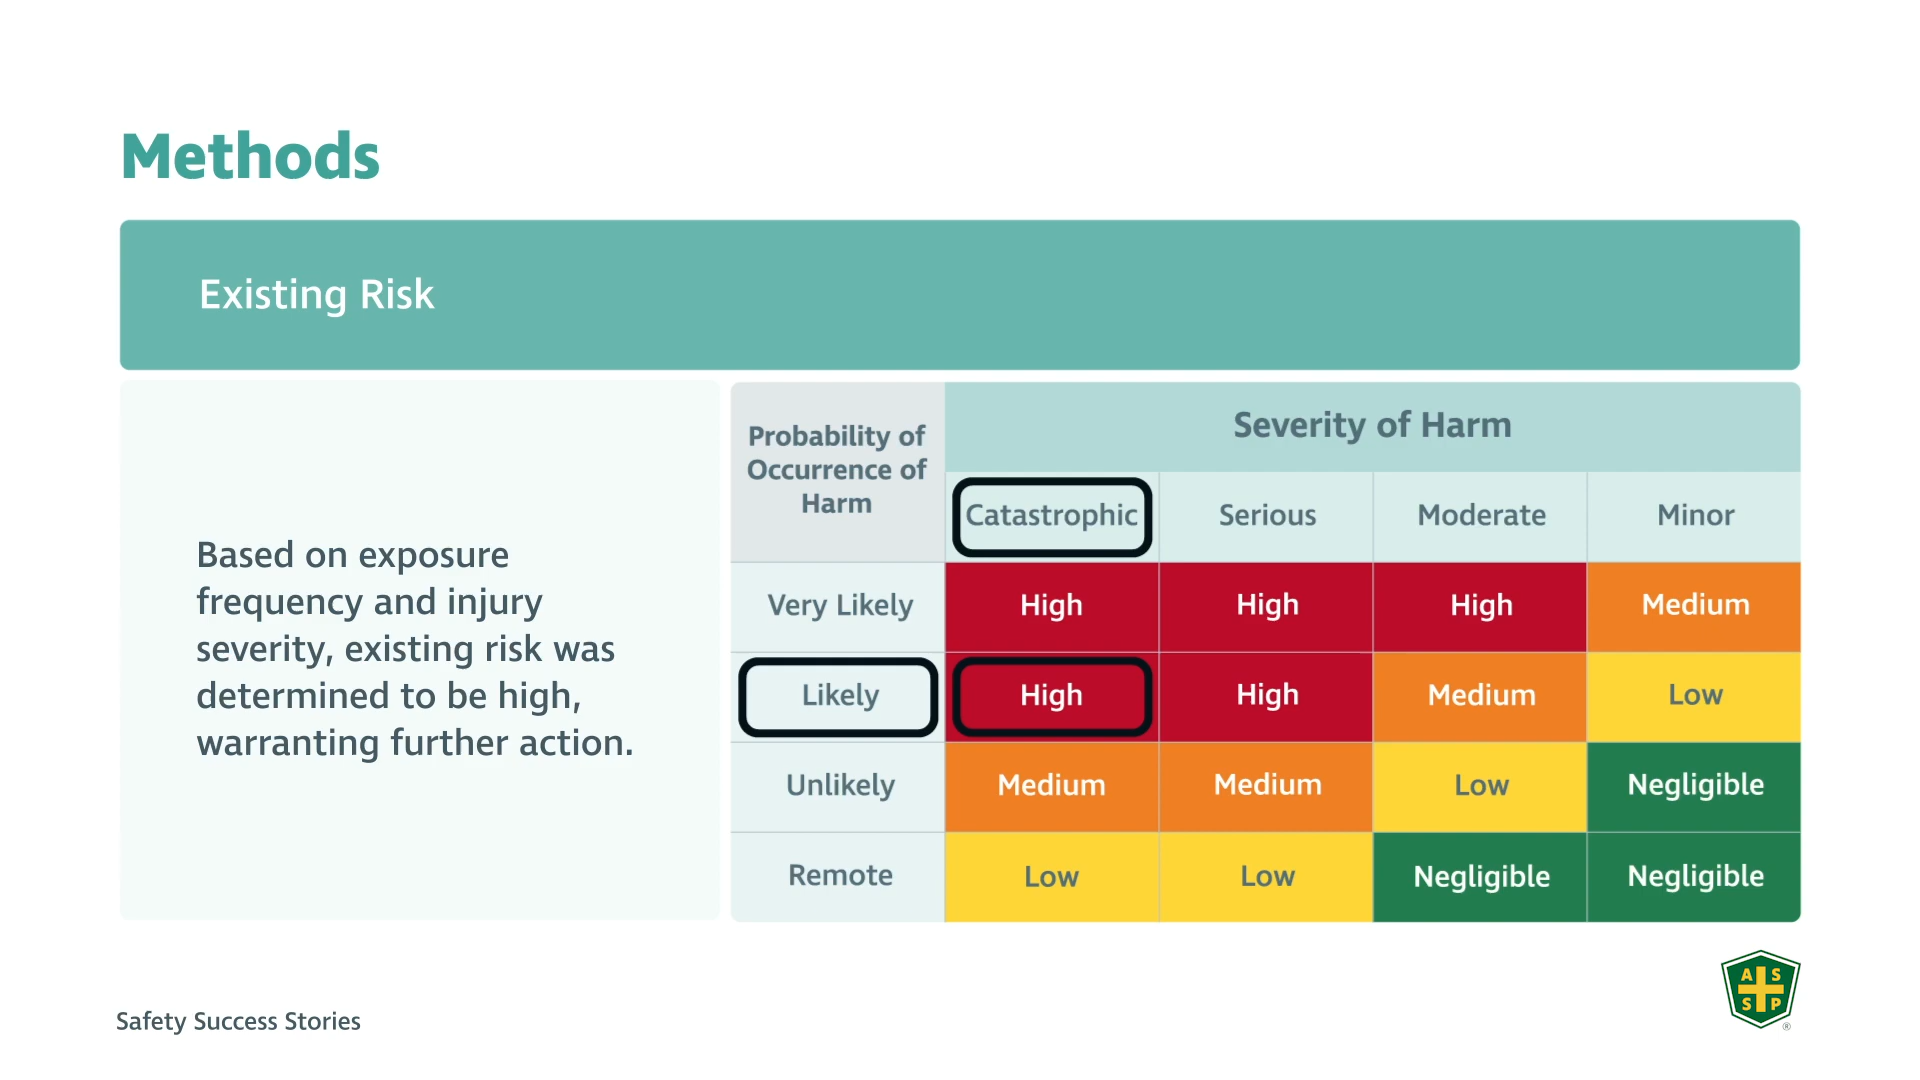 Methods
Existing Risk
Based on exposure
frequency and injury
severity, existing risk was
determined to be high,
warranting further action.
Probability of
Occurrence of
Harm
Severity of Harm
Catastrophic Serious Moderate Minor
Very Likely High High High Medium
Likely High High Medium Low
Unlikely Medium Medium Low Negligible
Remote Low Low Negligible Negligible
Safety Success Stories
A S
S P
®